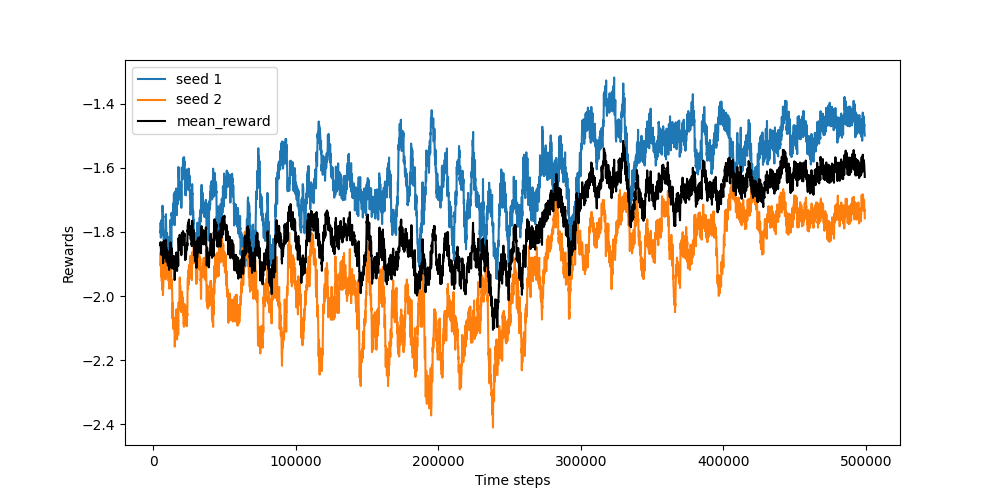 seed 1
seed 2
mean_reward
Rewards
−1.4
−1.6
−1.8
−2.0
−2.2
−2.4
0
100000
200000
300000
400000
500000
Time steps